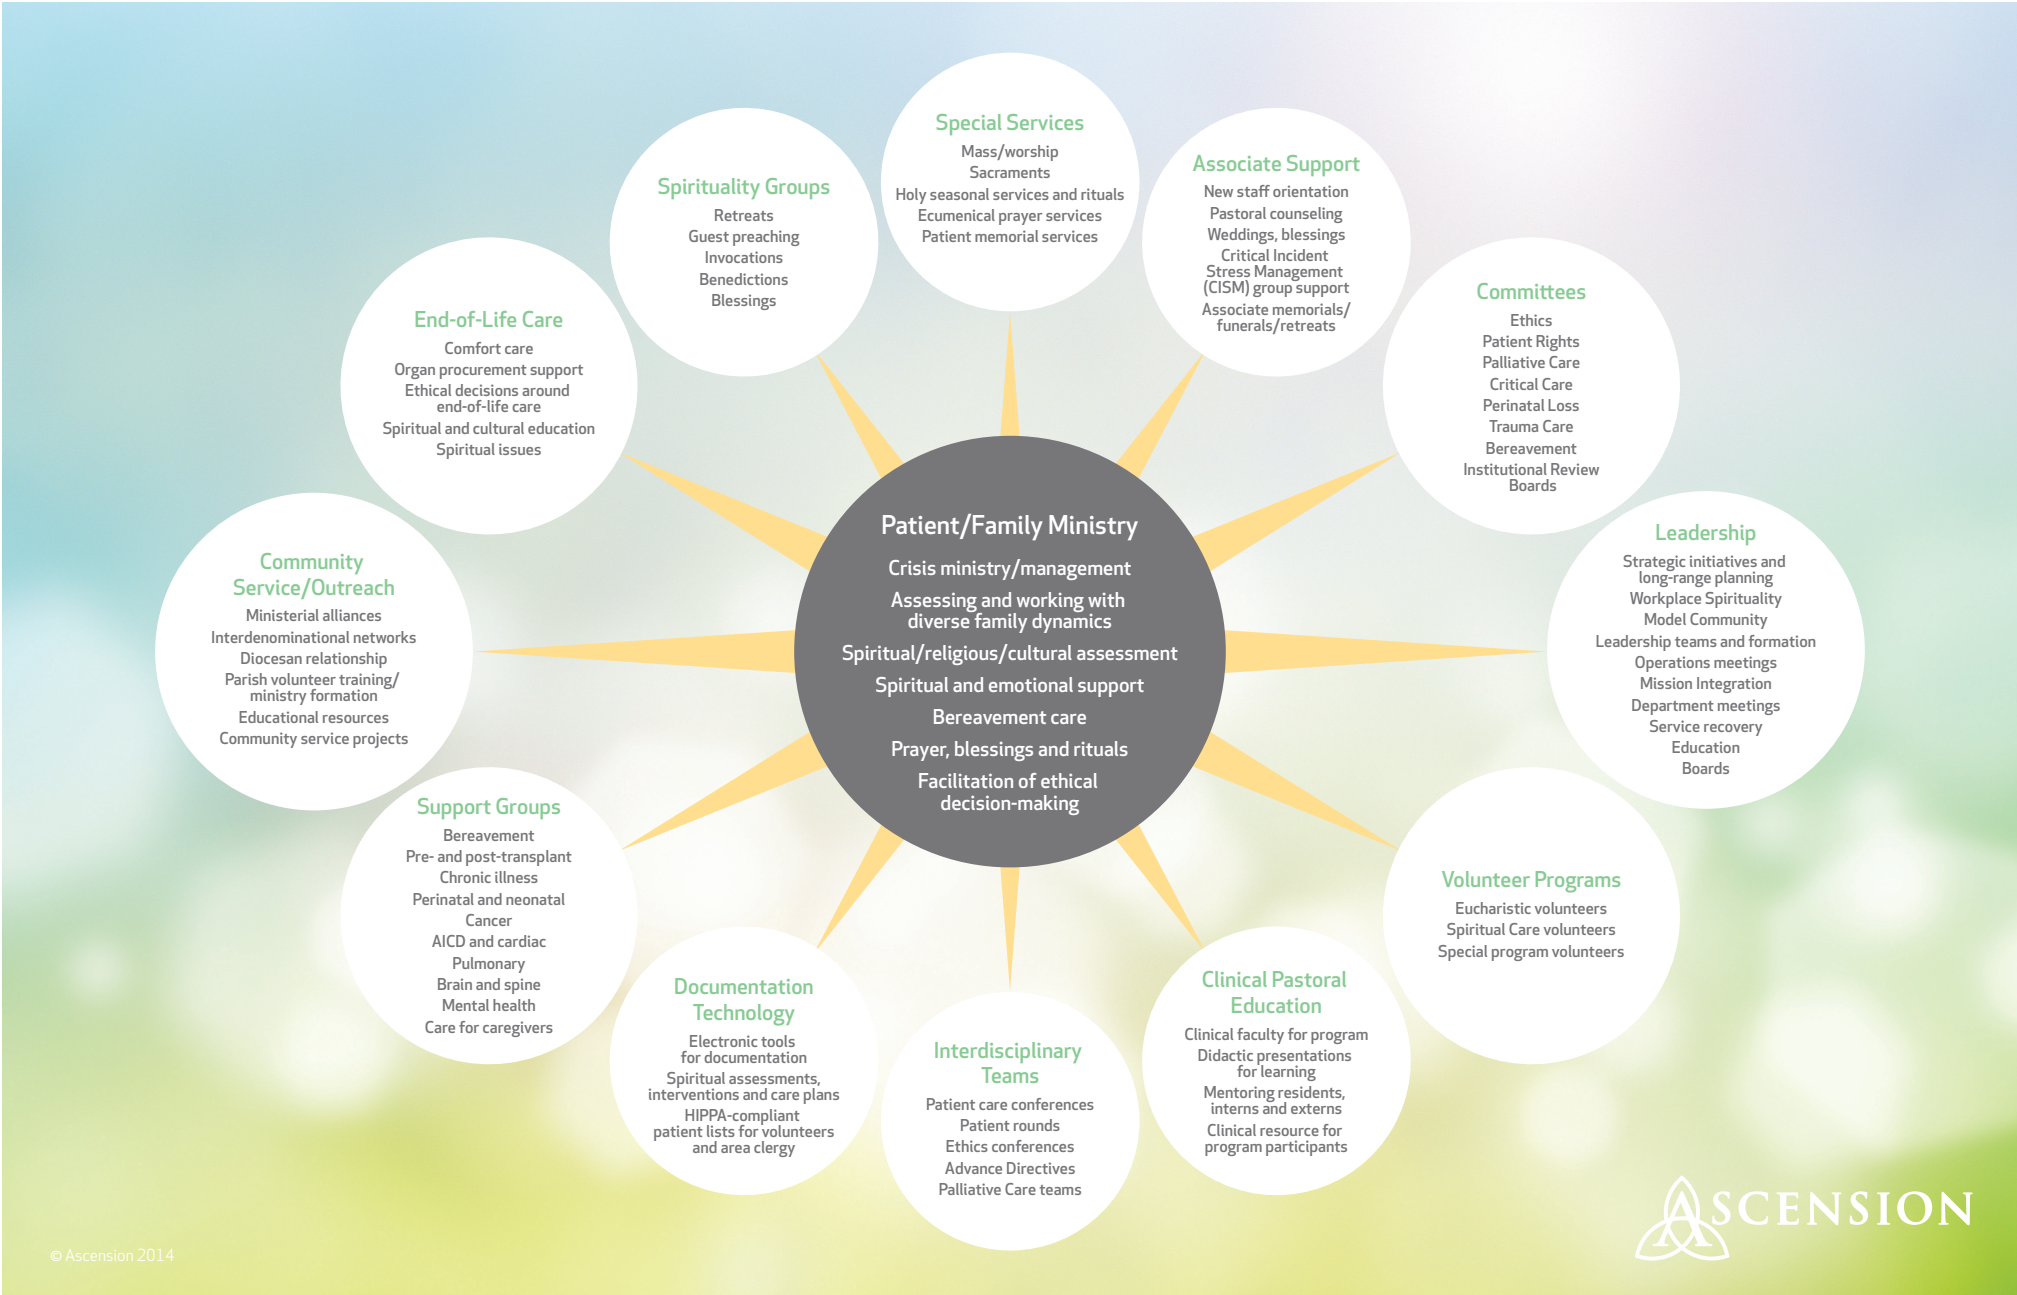 Special Services
Mass/worship
Sacraments
Holy seasonal services and rituals
Ecumenical prayer services
Patient memorial services
Associate Support
New staff orientation
Pastoral counseling
Weddings, blessings
Critical Incident
Stress Management
(CISM) group support
Associate memorials/
funerals/retreats
Committees
Ethics
Patient Rights
Palliative Care
Critical Care
Perinatal Loss
Trauma Care
Bereavement
Institutional Review
Boards
Leadership
Strategic initiatives and
long-range planning
Workplace Spirituality
Model Community
Leadership teams and formation
Operations meetings
Mission Integration
Department meetings
Service recovery
Education
Boards
Volunteer Programs
Eucharistic volunteers
Spiritual Care volunteers
Special program volunteers
Clinical Pastoral
Education
Clinical faculty for program
Didactic presentations
for learning
Mentoring residents,
interns and externs
Clinical resource for
program participants
Interdisciplinary
Teams
Patient care conferences
Patient rounds
Ethics conferences
Advance Directives
Palliative Care teams
Documentation
Technology
Electronic tools
for documentation
Spiritual assessments,
interventions and care plans
HIPPA-compliant
patient lists for volunteers
and area clergy
Support Groups
Bereavement
Pre- and post-transplant
Chronic illness
Perinatal and neonatal
Cancer
AICD and cardiac
Pulmonary
Brain and spine
Mental health
Care for caregivers
Community
Service/Outreach
Ministerial alliances
Interdenominational networks
Diocesan relationship
Parish volunteer training/
ministry formation
Educational resources
Community service projects
End-of-Life Care
Comfort care
Organ procurement support
Ethical decisions around
end-of-life care
Spiritual and cultural education
Spiritual issues
Spirituality Groups
Retreats
Guest preaching
Invocations
Benedictions
Blessings
Patient/Family Ministry
Crisis ministry/management
Assessing and working with
diverse family dynamics
Spiritual/religious/cultural assessment
Spiritual and emotional support
Bereavement care
Prayer, blessings and rituals
Facilitation of ethical
decision-making
ASCENSION
© Ascension 2014